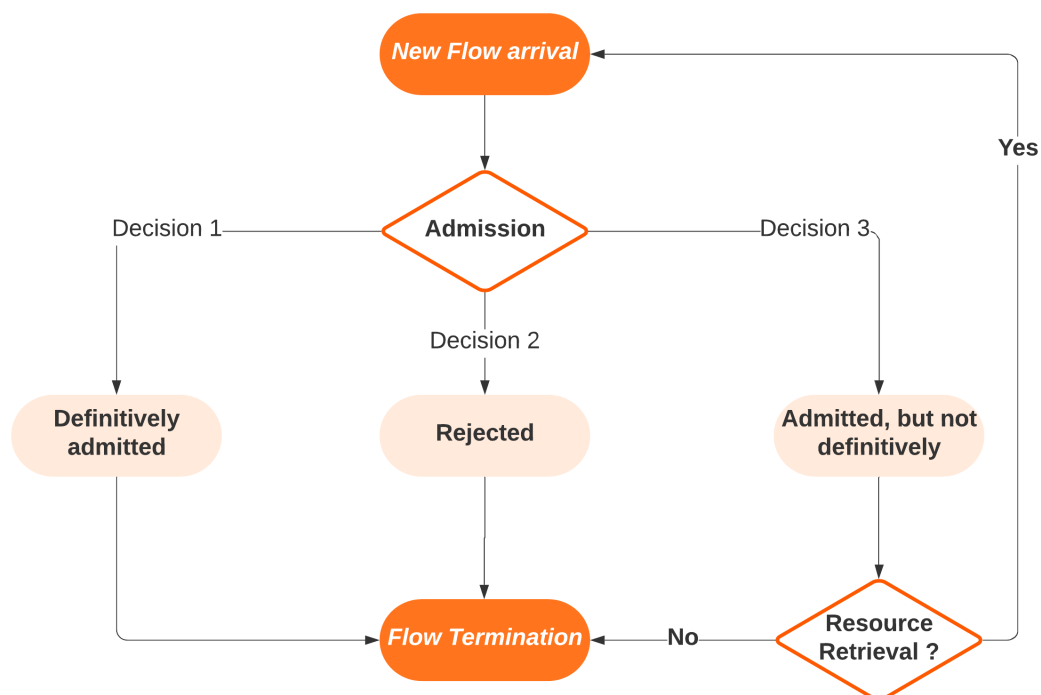 New Flow arrival
Yes
Admission
Decision 1
Decision 3
Decision 2
Definitively
admitted
Rejected
Admitted, but not
definitively
Flow Termination
No
Resource
Retrieval ?